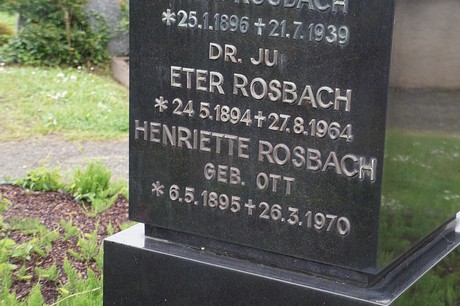 ROSBACH
*25.1.1896 ✝ 21.7.1939
DR. JU
ETER ROSBACH
*24.5.1894 ✝ 27.8.1964
HENRIETTE ROSBACH
GEB. OTT
*6.5.1895 ✝ 26.3.1970